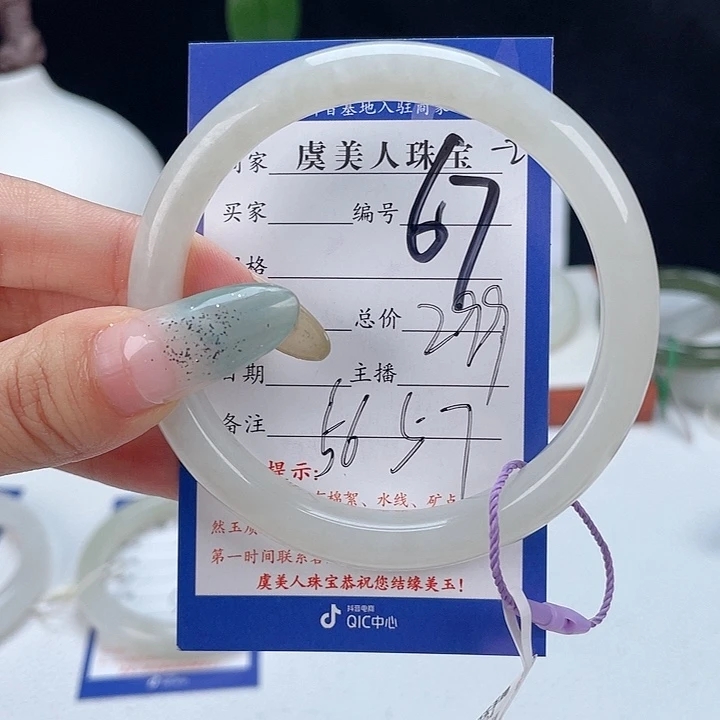 基地入驻商家
商家 虞美人珠宝 -2
买家 编号 67
格
总价 299
日期 主播
备注 56 57
提示:
棉絮、水线、矿点
然玉质
第一时间联系客
虞美人珠宝恭祝您结缘美玉!
抖音电商
QIC中心